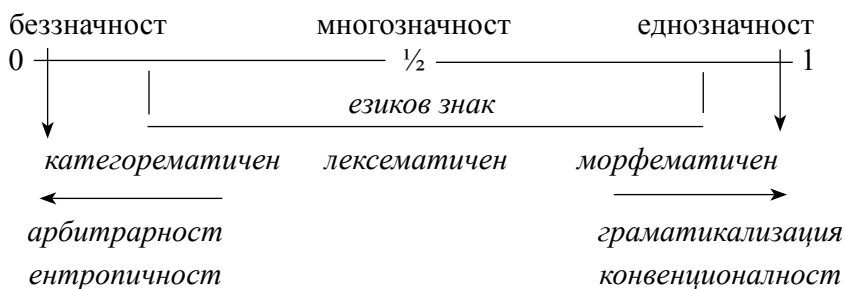 беззначност многозначност еднозначност
0 ½ 1
езиков знак
категорематичен лексематичен морфематичен
арбитрарност граматикализация
ентропичност конвенционалност